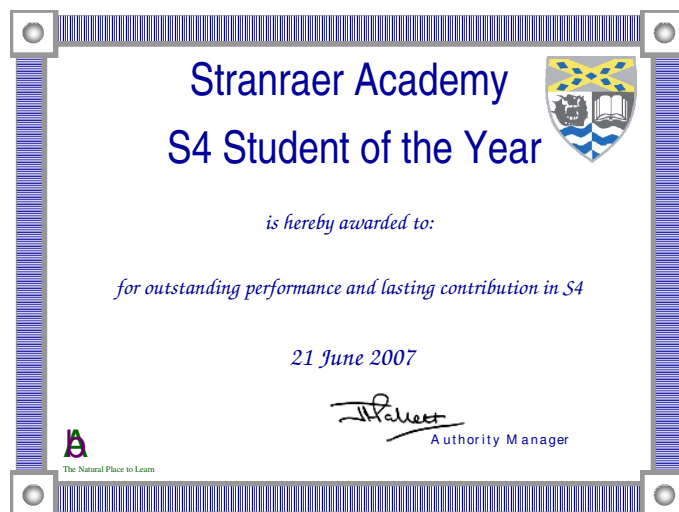 Stranraer Academy
S4 Student of the Year
is hereby awarded to:
for outstanding performance and lasting contribution in S4
21 June 2007
Authority Manager
The Natural Place to Learn